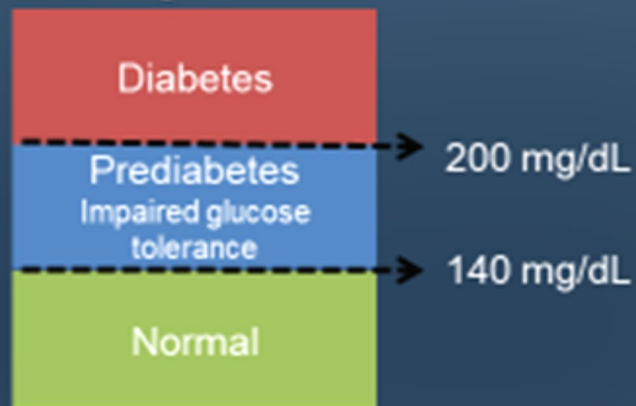 Diabetes
200 mg/dL
Prediabetes
Impaired glucose
tolerance
140 mg/dL
Normal